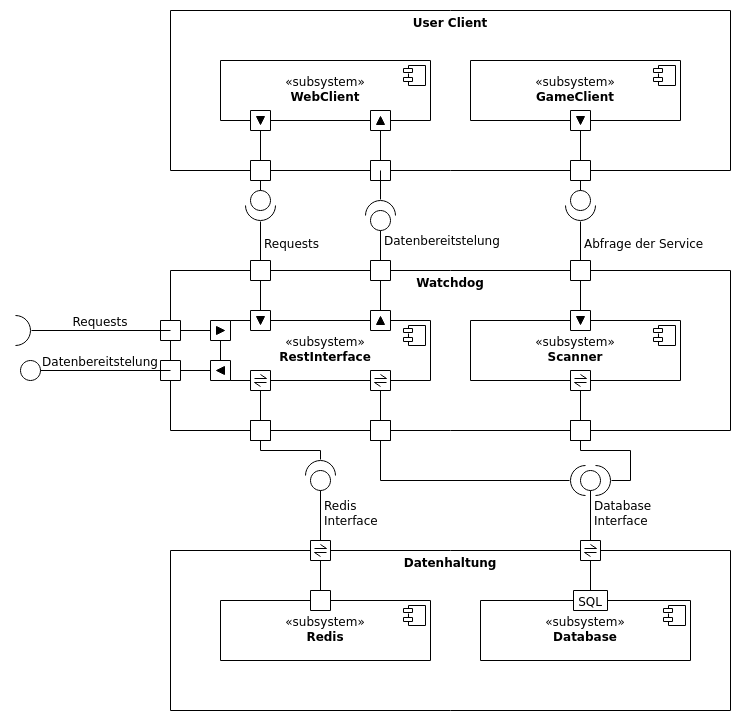 User Client
«subsystem»
WebClient
«subsystem»
GameClient
Requests
Datenbereitstelung
Abfrage der Service
Watchdog
Requests
Datenbereitstelung
«subsystem»
RestInterface
«subsystem»
Scanner
Redis
Interface
Database
Interface
Datenhaltung
«subsystem»
Redis
SQL
«subsystem»
Database